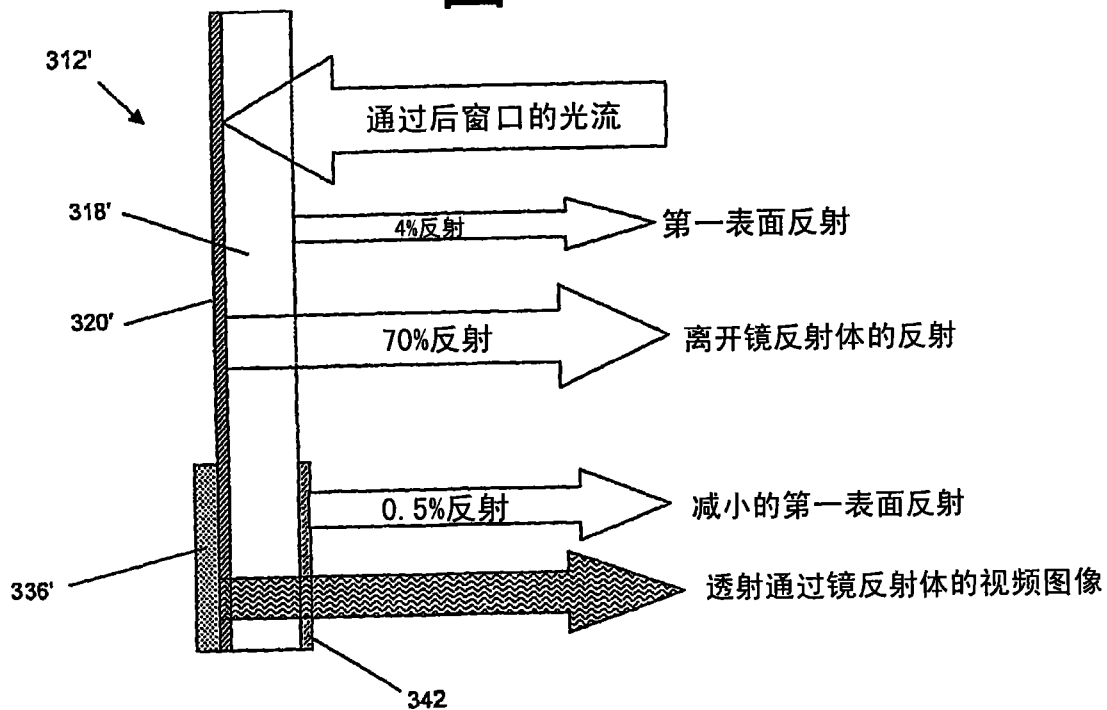 312'
通过后窗口的光流
318'
4%反射
第一表面反射
320'
70%反射
离开镜反射体的反射
0.5%反射
减小的第一表面反射
336'
透射通过镜反射体的视频图像
342